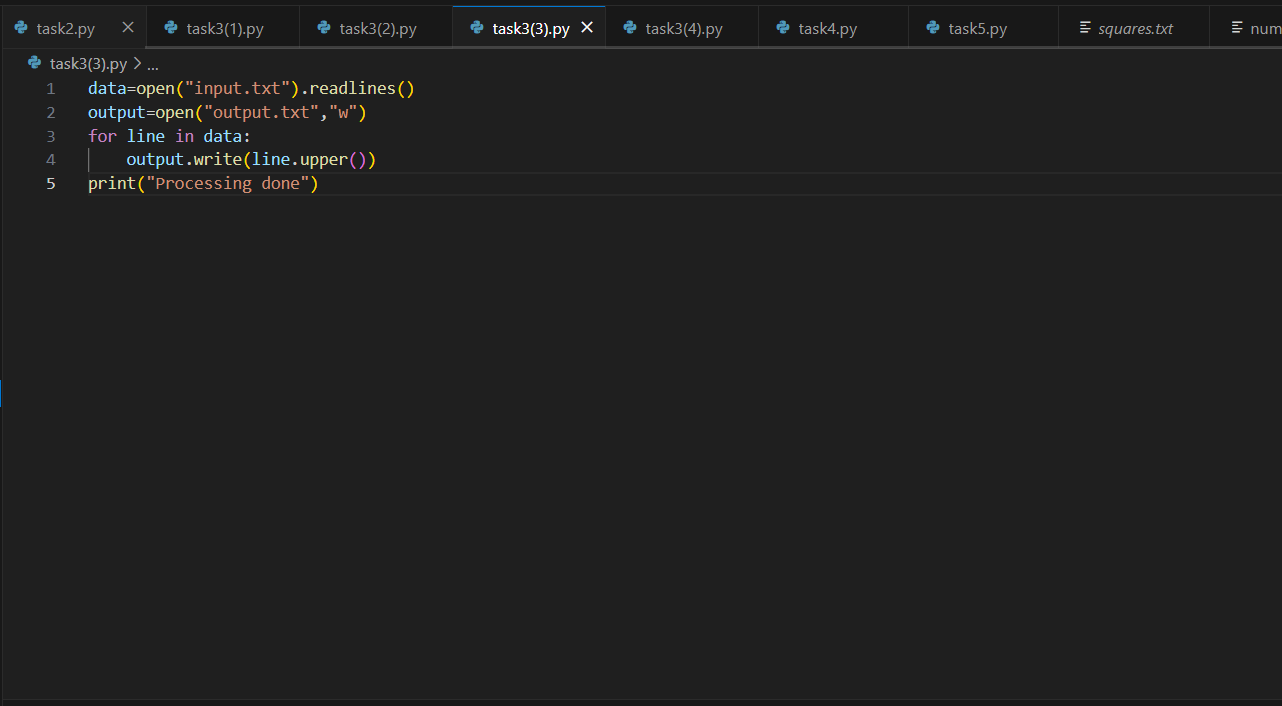 task2.py task3(1).py task3(2).py task3(3).py task3(4).py task4.py task5.py squares.txt num
task3(3).py > ...
1 data=open("input.txt").readlines()
2 output=open("output.txt","w")
3 for line in data:
4     output.write(line.upper())
5 print("Processing done")